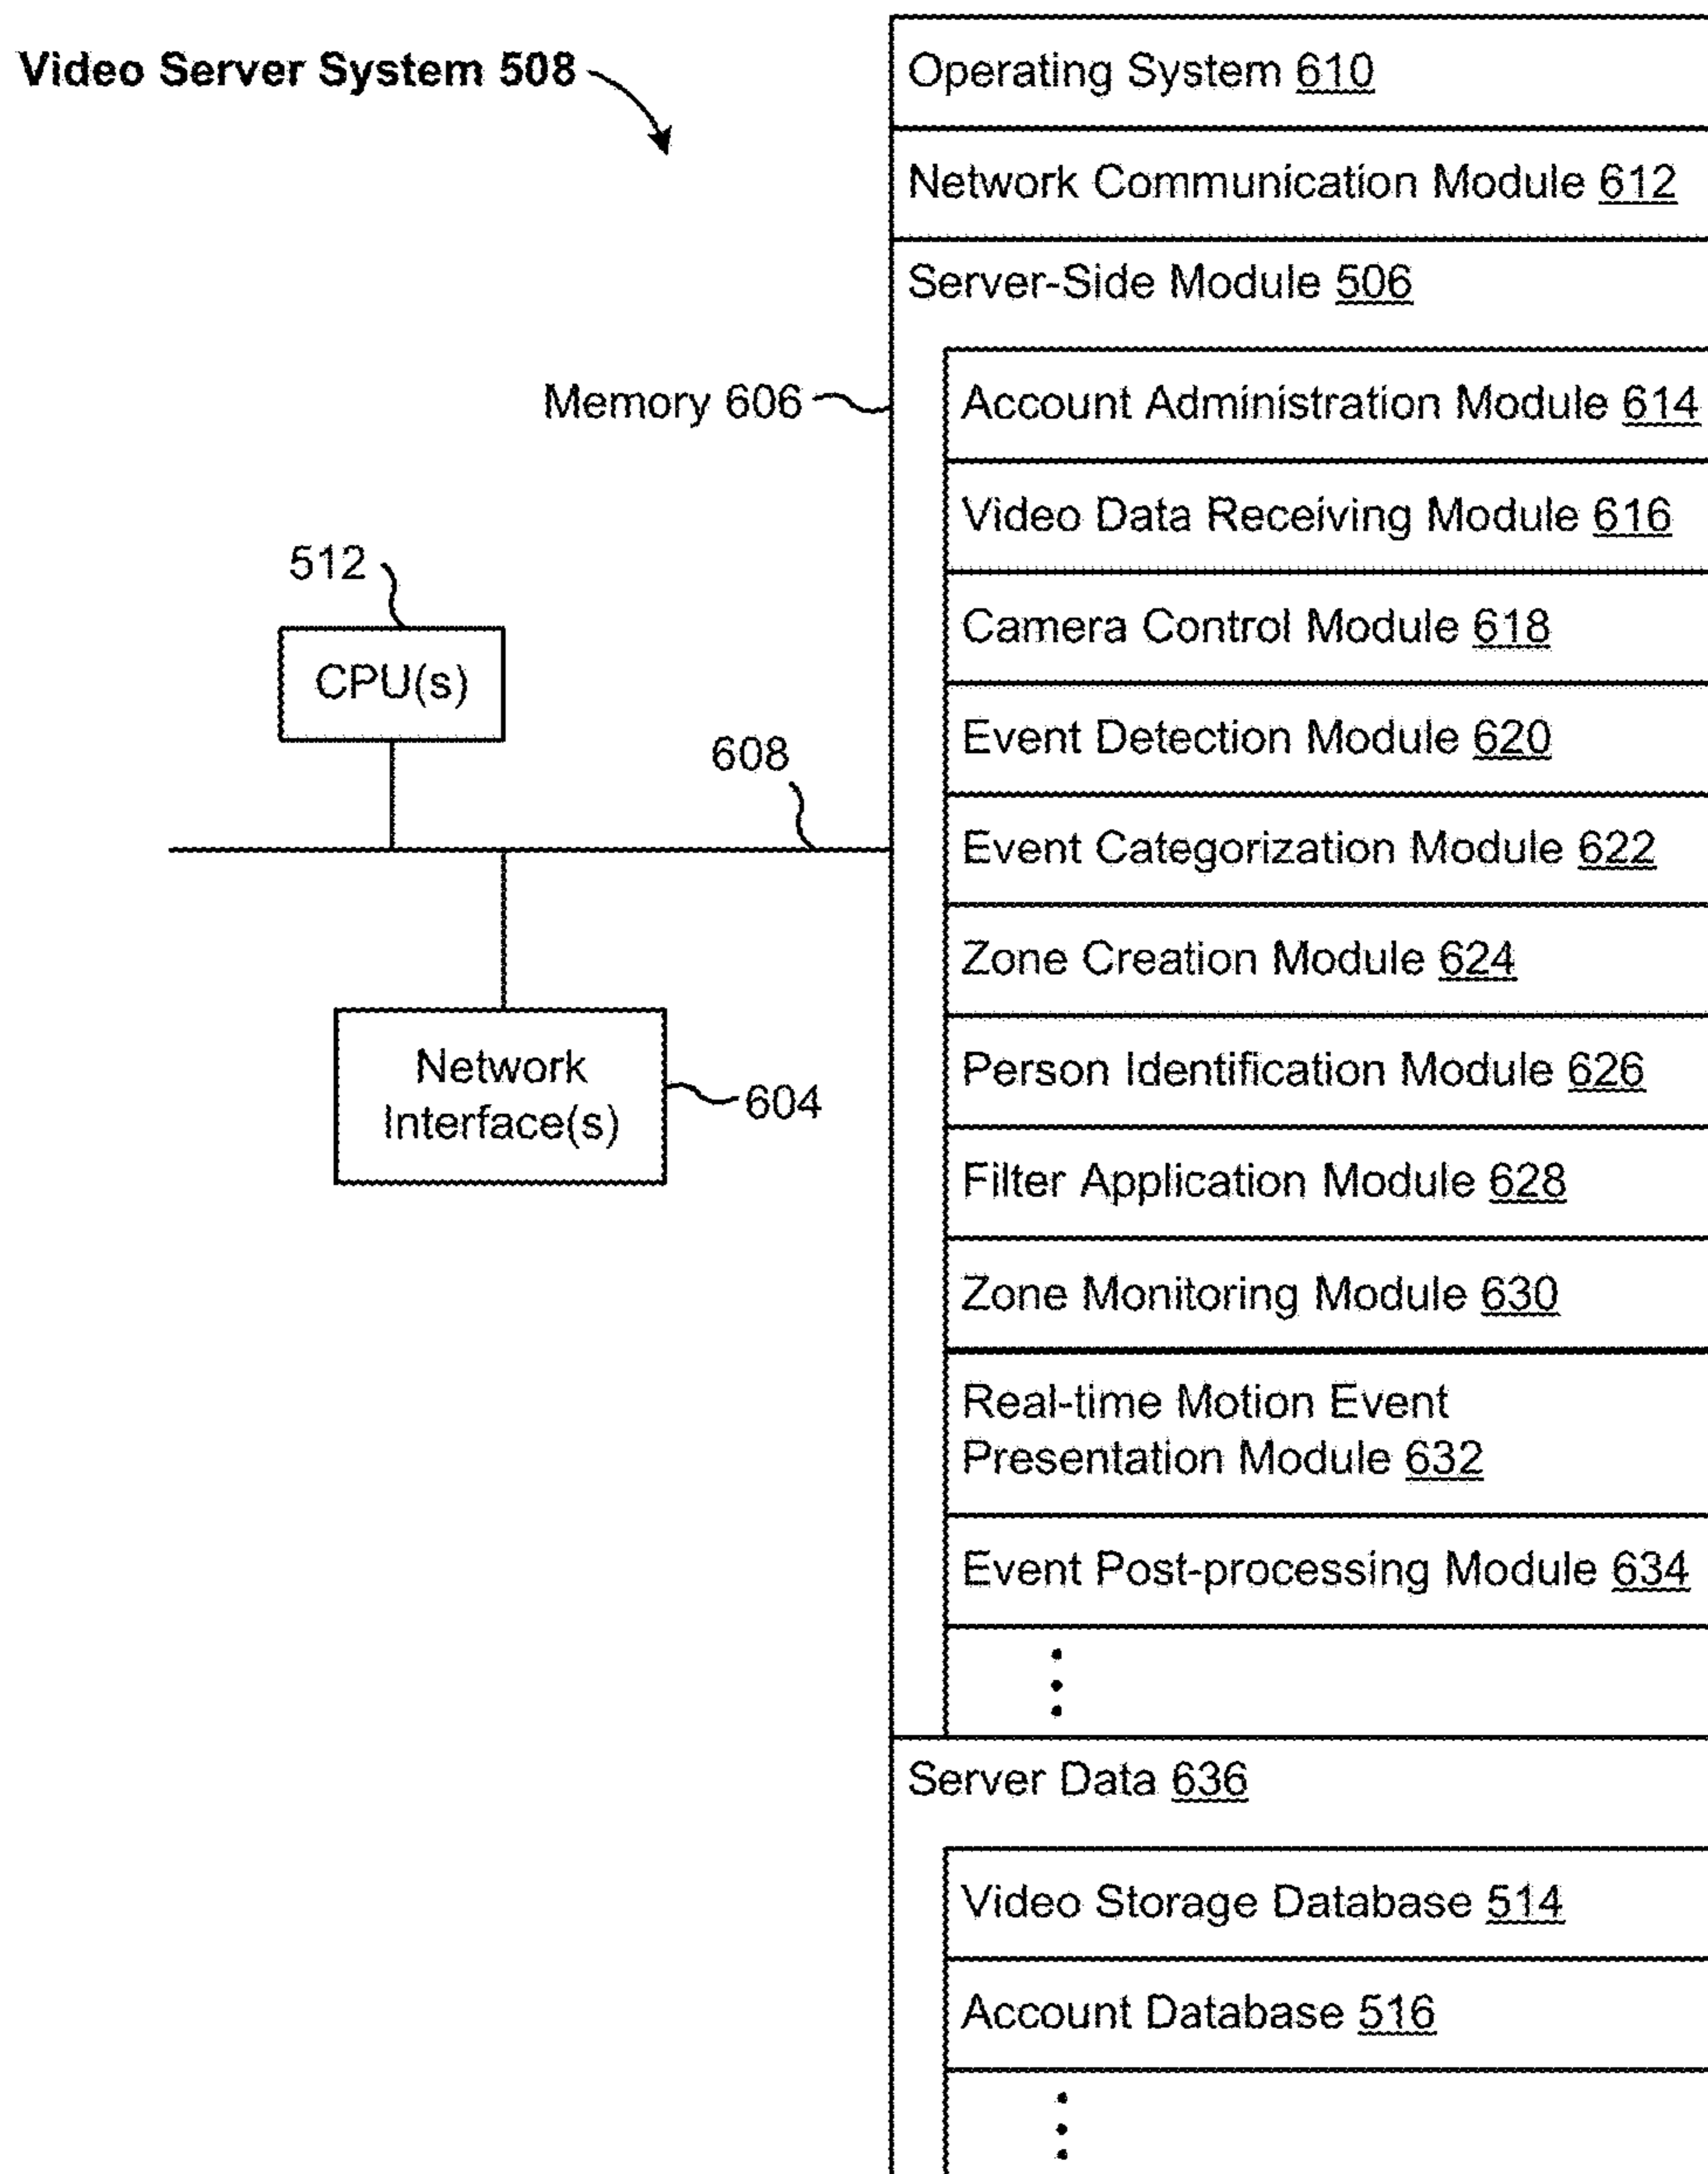 Video Server System 508
Operating System 610
Network Communication Module 612
Server-Side Module 506
Memory 606
Account Administration Module 614
Video Data Receiving Module 616
512
CPU(s)
Camera Control Module 618
608
Event Detection Module 620
Event Categorization Module 622
Zone Creation Module 624
Network
Interface(s)
604
Person Identification Module 626
Filter Application Module 628
Zone Monitoring Module 630
Real-time Motion Event
Presentation Module 632
Event Post-processing Module 634
Server Data 636
Video Storage Database 514
Account Database 516